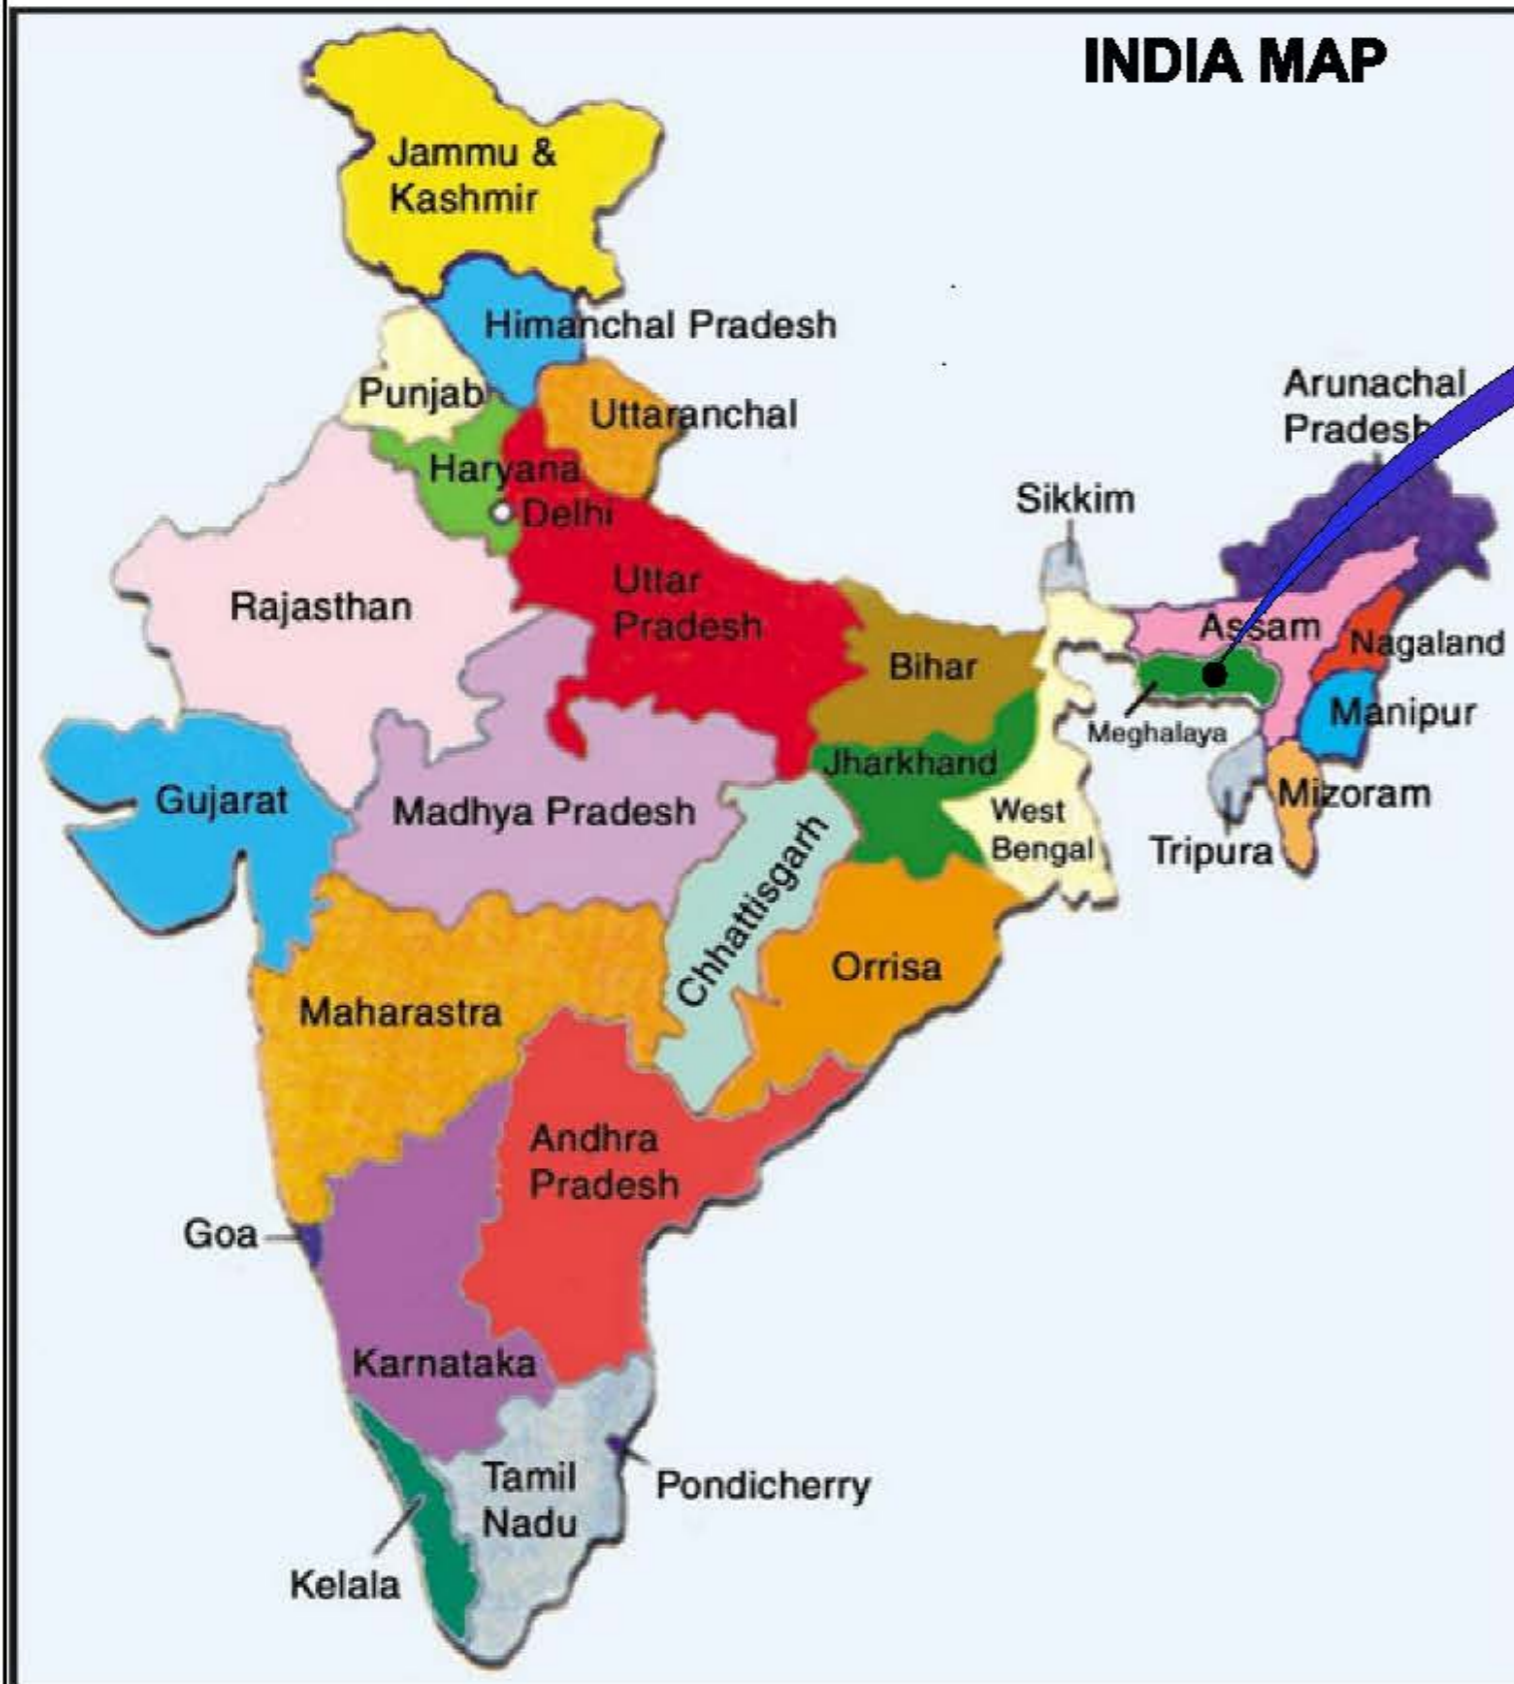 INDIA MAP
Jammu &
Kashmir
Himanchal Pradesh
Punjab
Uttaranchal
Haryana
Delhi
Arunachal
Pradesh
Sikkim
Rajasthan
Uttar
Pradesh
Bihar
Assam
Nagaland
Manipur
Meghalaya
Jharkhand
Gujarat
Madhya Pradesh
West
Bengal
Mizoram
Tripura
Chhattisgarh
Orrisa
Maharastra
Andhra
Pradesh
Goa
Karnataka
Tamil
Nadu
Pondicherry
Kelala